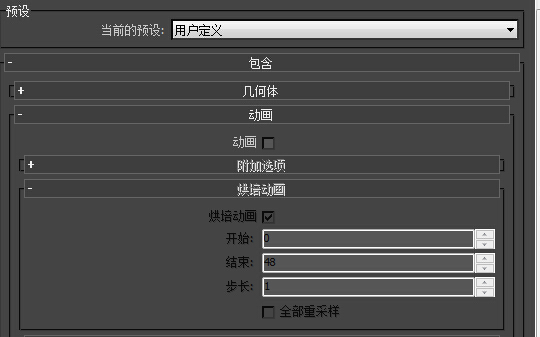 预设
当前的预设: 用户定义
- 包含
+ 几何体
- 动画
动画
+ 附加选项
- 烘培动画
烘培动画
开始: 0
结束: 48
步长: 1
全部重采样